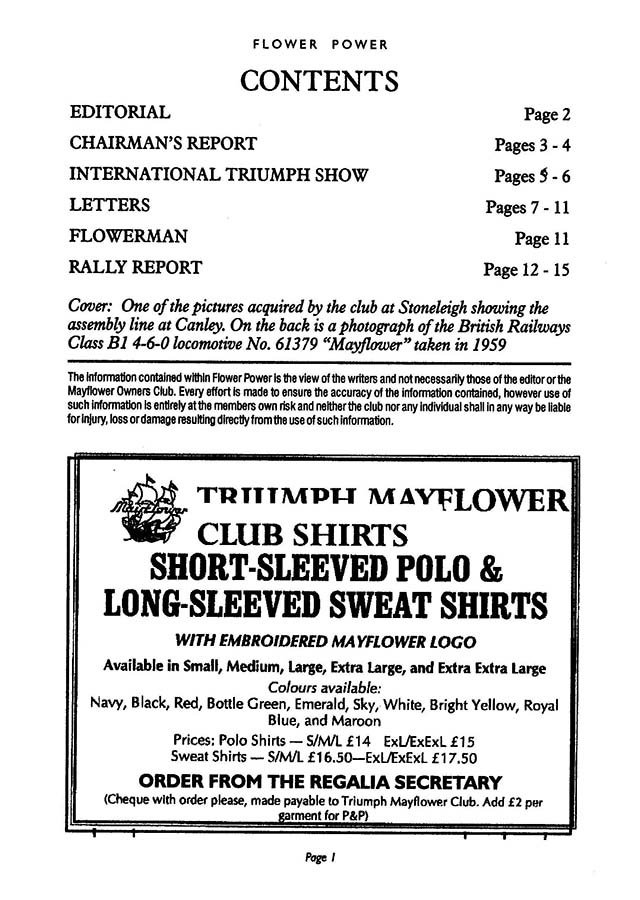 FLOWER POWER
CONTENTS
EDITORIAL Page 2
CHAIRMAN'S REPORT Pages 3 - 4
INTERNATIONAL TRIUMPH SHOW Pages 5 - 6
LETTERS Pages 7 - 11
FLOWERMAN Page 11
RALLY REPORT Page 12 - 15
Cover: One of the pictures acquired by the club at Stoneleigh showing the
assembly line at Canley. On the back is a photograph of the British Railways
Class B1 4-6-0 locomotive No. 61379 "Mayflower" taken in 1959
The information contained within Flower Power is the view of the writers and not necessarily those of the editor or the
Mayflower Owners Club. Every effort is made to ensure the accuracy of the information contained, however use of
such information is entirely at the members own risk and neither the club nor any individual shall in any way be liable
for injury, loss or damage resulting directly from the use of such information.
Mayflower
TRIUMPH MAYFLOWER
CLUB SHIRTS
SHORT-SLEEVED POLO &
LONG-SLEEVED SWEAT SHIRTS
WITH EMBROIDERED MAYFLOWER LOGO
Available in Small, Medium, Large, Extra Large, and Extra Extra Large
Colours available:
Navy, Black, Red, Bottle Green, Emerald, Sky, White, Bright Yellow, Royal
Blue, and Maroon
Prices: Polo Shirts — S/M/L £14 ExL/ExExL £15
Sweat Shirts — S/M/L £16.50—ExL/ExExL £17.50
ORDER FROM THE REGALIA SECRETARY
(Cheque with order please, made payable to Triumph Mayflower Club. Add £2 per
garment for P&P)
Page 1